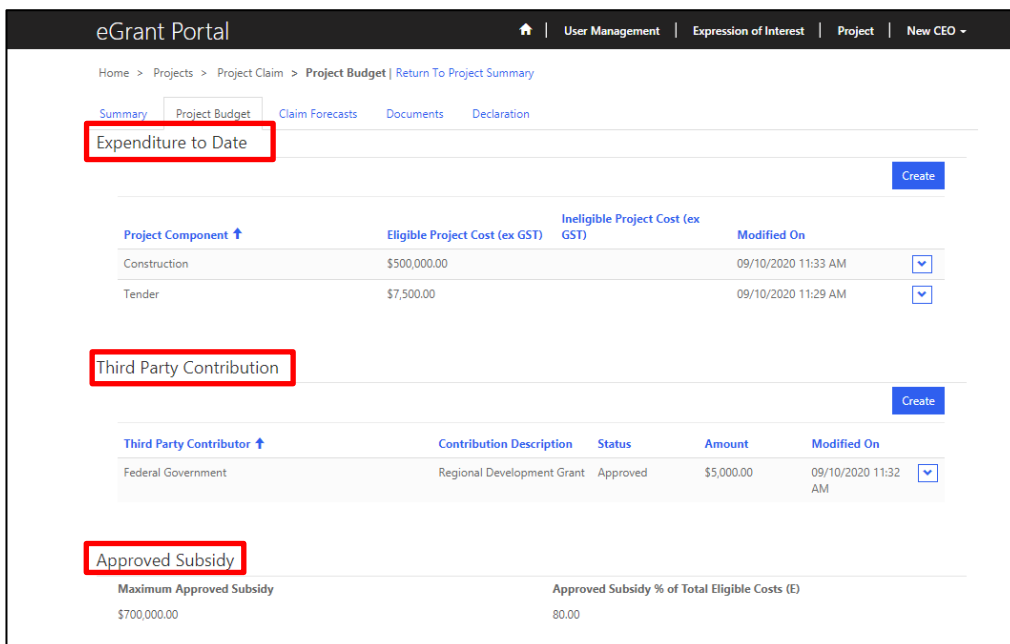 eGrant Portal | User Management | Expression of Interest | Project | New CEO
Home > Projects > Project Claim > Project Budget | Return To Project Summary
Summary Project Budget Claim Forecasts Documents Declaration
Expenditure to Date
Create
Project Component Eligible Project Cost (ex GST) Ineligible Project Cost (ex GST) Modified On
Construction $500,000.00 09/10/2020 11:33 AM
Tender $7,500.00 09/10/2020 11:29 AM
Third Party Contribution
Create
Third Party Contributor Contribution Description Status Amount Modified On
Federal Government Regional Development Grant Approved $5,000.00 09/10/2020 11:32 AM
Approved Subsidy
Maximum Approved Subsidy Approved Subsidy % of Total Eligible Costs (E)
$700,000.00 80.00